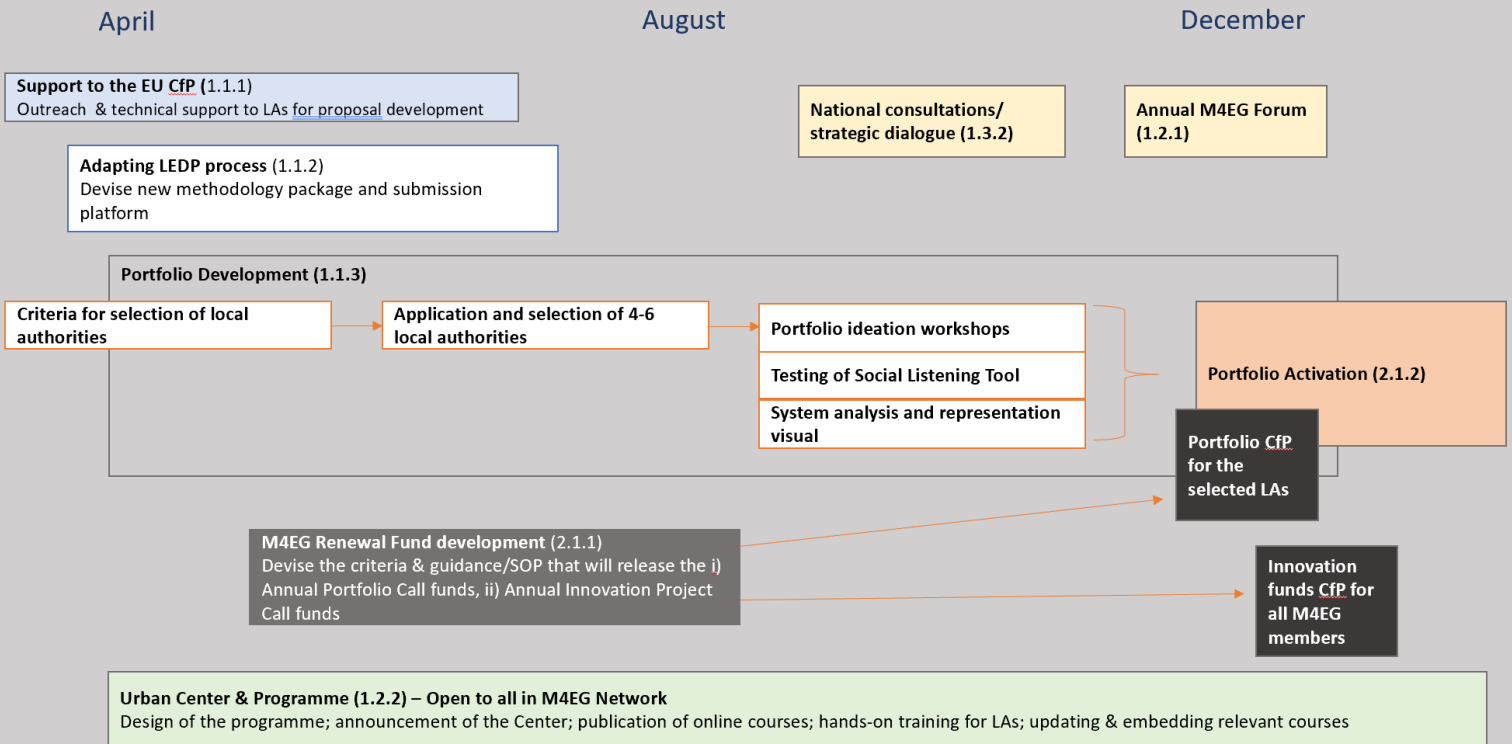 April
August
December
Support to the EU CfP (1.1.1)
Outreach & technical support to LAs for proposal development
National consultations/
strategic dialogue (1.3.2)
Annual M4EG Forum
(1.2.1)
Adapting LEDP process (1.1.2)
Devise new methodology package and submission
platform
Portfolio Development (1.1.3)
Criteria for selection of local
authorities
Application and selection of 4-6
local authorities
Portfolio ideation workshops
Testing of Social Listening Tool
System analysis and representation
visual
Portfolio Activation (2.1.2)
Portfolio CfP
for the
selected LAs
M4EG Renewal Fund development (2.1.1)
Devise the criteria & guidance/SOP that will release the i)
Annual Portfolio Call funds, ii) Annual Innovation Project
Call funds
Innovation
funds CfP for
all M4EG
members
Urban Center & Programme (1.2.2) – Open to all in M4EG Network
Design of the programme; announcement of the Center; publication of online courses; hands-on training for LAs; updating & embedding relevant courses